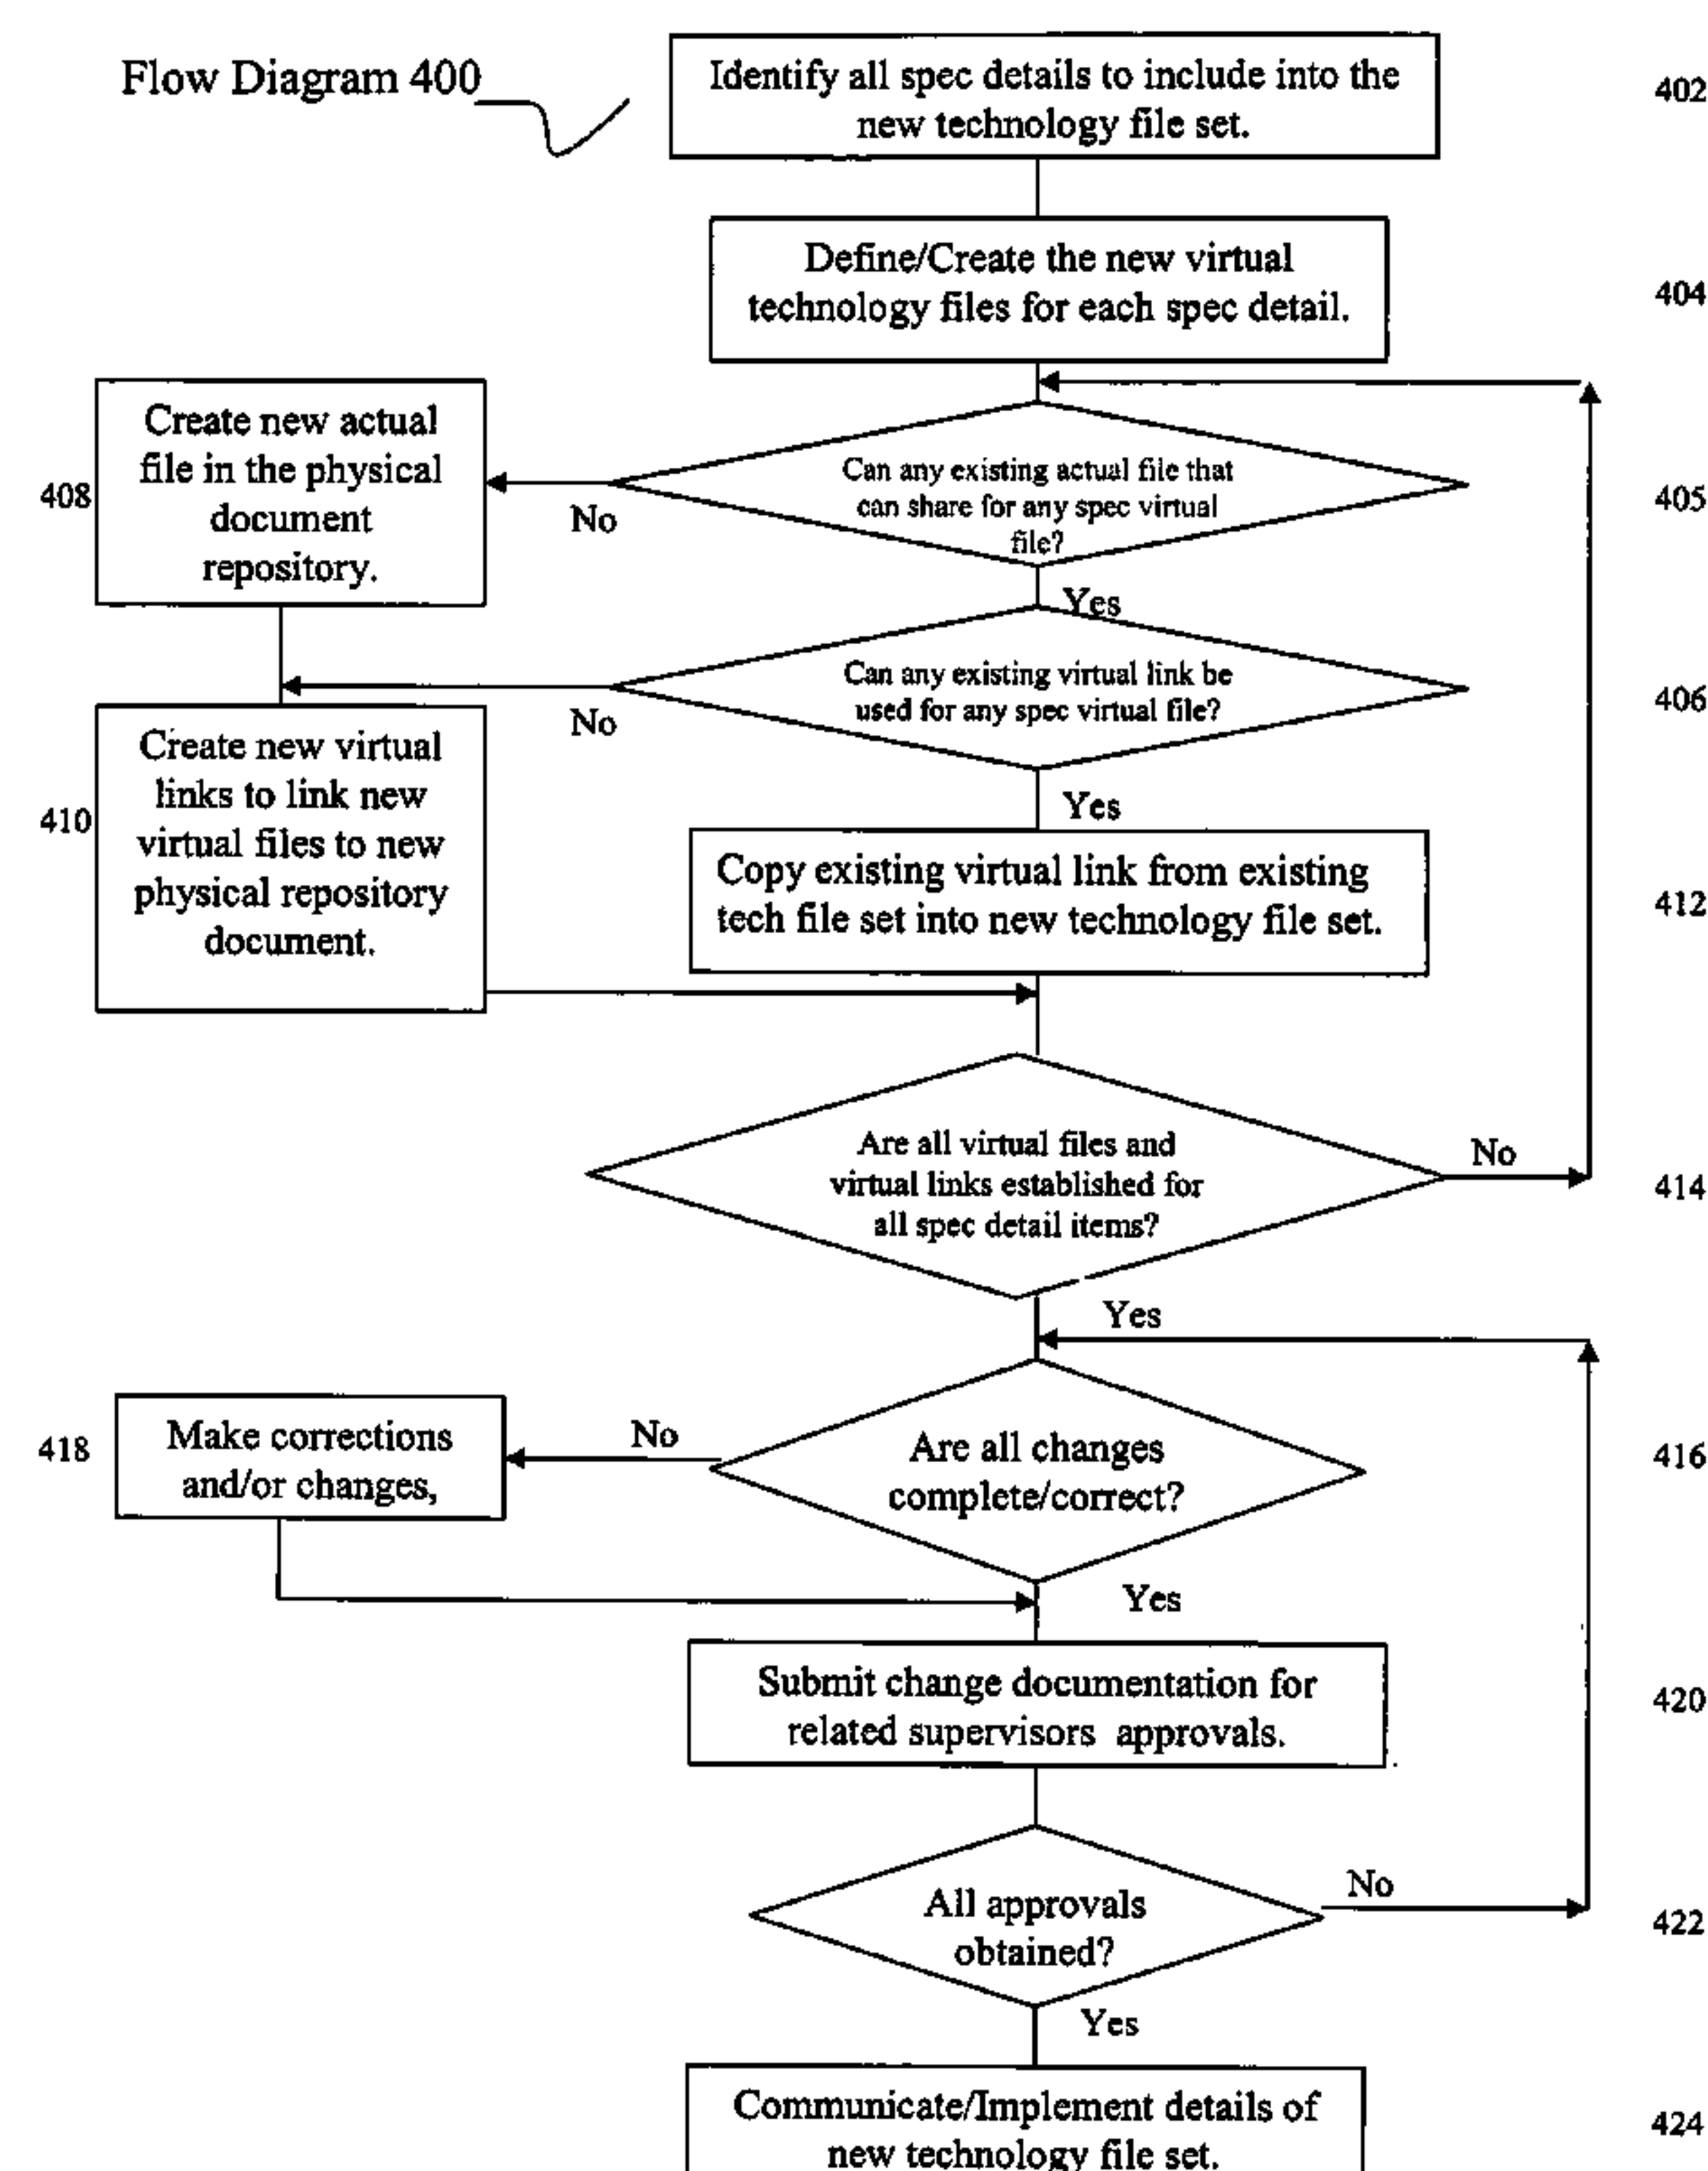 Flow Diagram 400
Identify all spec details to include into the
new technology file set.
402
Define/Create the new virtual
technology files for each spec detail.
404
Create new actual
file in the physical
document
repository.
408
No
Can any existing actual file that
can share for any spec virtual
file?
405
Yes
Can any existing virtual link be
used for any spec virtual file?
406
No
Create new virtual
links to link new
virtual files to new
physical repository
document.
410
Yes
Copy existing virtual link from existing
tech file set into new technology file set.
412
Are all virtual files and
virtual links established for
all spec detail items?
No
414
Yes
418
Make corrections
and/or changes,
No
Are all changes
complete/correct?
416
Yes
Submit change documentation for
related supervisors approvals.
420
All approvals
obtained?
No
422
Yes
Communicate/Implement details of
new technology file set.
424